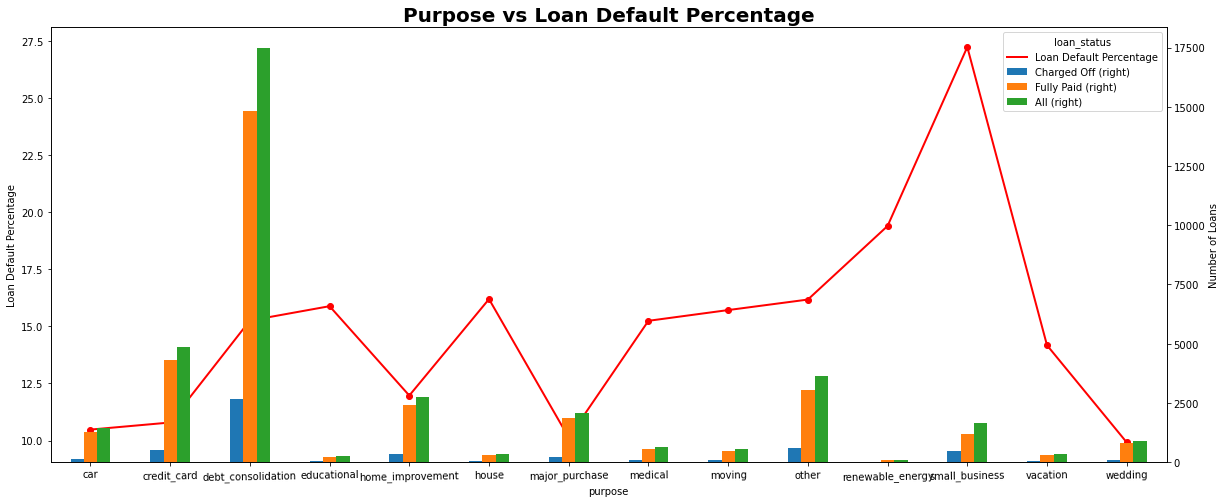 Purpose vs Loan Default Percentage
27.5
25.0
22.5
20.0
17.5
15.0
12.5
10.0
Loan Default Percentage
loan_status
Loan Default Percentage
Charged Off (right)
Fully Paid (right)
All (right)
17500
15000
12500
10000
7500
5000
2500
0
Number of Loans
car credit_card debt_consolidation educational home_improvement house major_purchase medical moving other renewable_energy small_business vacation wedding
purpose